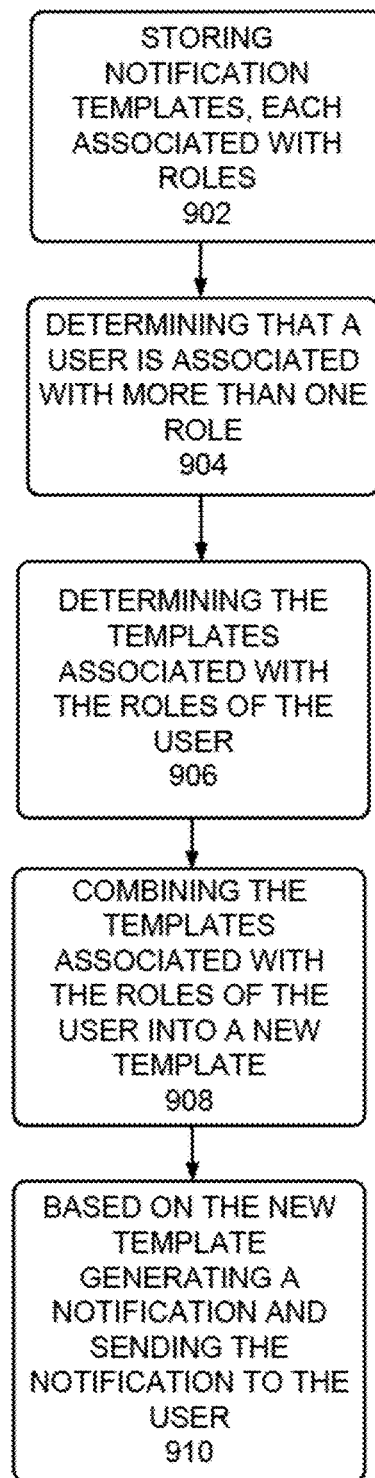 STORING
NOTIFICATION
TEMPLATES, EACH
ASSOCIATED WITH
ROLES
902
DETERMINING THAT A
USER IS ASSOCIATED
WITH MORE THAN ONE
ROLE
904
DETERMINING THE
TEMPLATES
ASSOCIATED WITH
THE ROLES OF THE
USER
906
COMBINING THE
TEMPLATES
ASSOCIATED WITH
THE ROLES OF THE
USER INTO A NEW
TEMPLATE
908
BASED ON THE NEW
TEMPLATE
GENERATING A
NOTIFICATION AND
SENDING THE
NOTIFICATION TO THE
USER
910